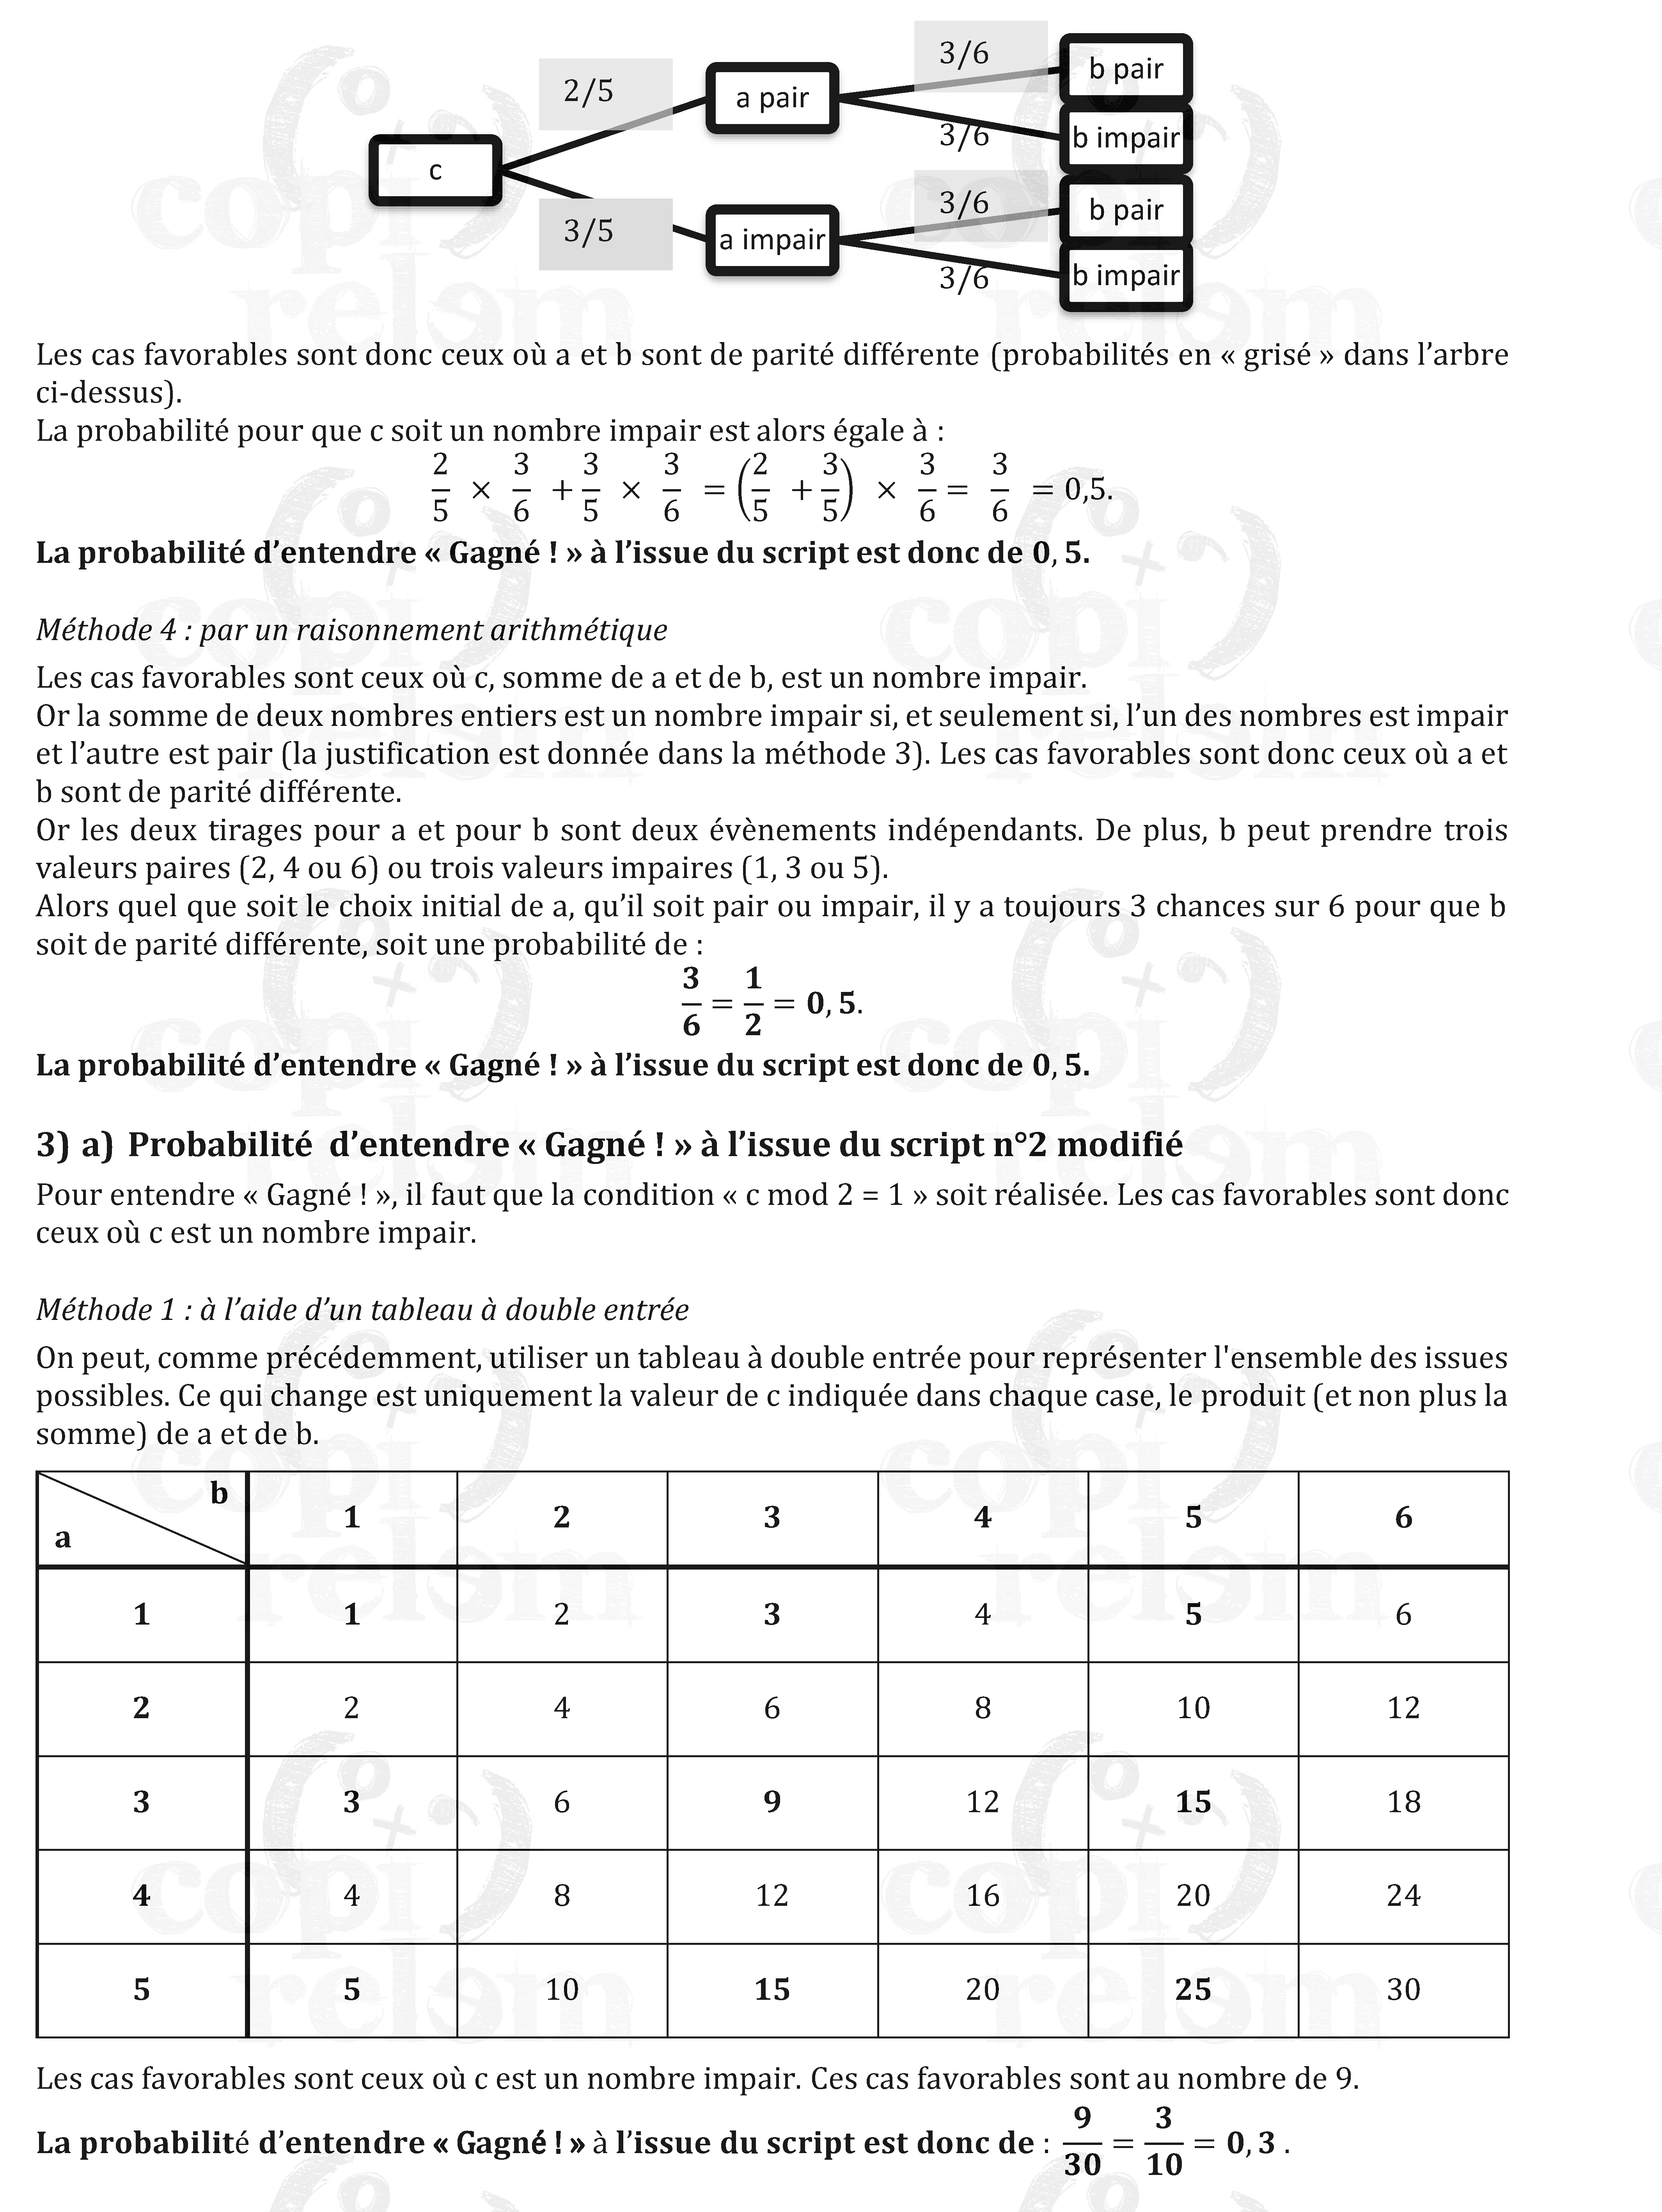 3/6
b pair
2/5
a pair
3/6
b impair
c
3/6
b pair
3/5
a impair
3/6
b impair
Les cas favorables sont donc ceux où a et b sont de parité différente (probabilités en « grisé » dans l’arbre
ci-dessus).
La probabilité pour que c soit un nombre impair est alors égale à :
2/5 × 3/6 + 3/5 × 3/6 = (2/5 + 3/5) × 3/6 = 3/6 = 0,5.
La probabilité d’entendre « Gagné ! » à l’issue du script est donc de 0, 5.
Méthode 4 : par un raisonnement arithmétique
Les cas favorables sont ceux où c, somme de a et de b, est un nombre impair.
Or la somme de deux nombres entiers est un nombre impair si, et seulement si, l’un des nombres est impair
et l’autre est pair (la justification est donnée dans la méthode 3). Les cas favorables sont donc ceux où a et
b sont de parité différente.
Or les deux tirages pour a et pour b sont deux évènements indépendants. De plus, b peut prendre trois
valeurs paires (2, 4 ou 6) ou trois valeurs impaires (1, 3 ou 5).
Alors quel que soit le choix initial de a, qu’il soit pair ou impair, il y a toujours 3 chances sur 6 pour que b
soit de parité différente, soit une probabilité de :
3/6 = 1/2 = 0, 5.
La probabilité d’entendre « Gagné ! » à l’issue du script est donc de 0, 5.
3) a) Probabilité d’entendre « Gagné ! » à l’issue du script n°2 modifié
Pour entendre « Gagné ! », il faut que la condition « c mod 2 = 1 » soit réalisée. Les cas favorables sont donc
ceux où c est un nombre impair.
Méthode 1 : à l’aide d’un tableau à double entrée
On peut, comme précédemment, utiliser un tableau à double entrée pour représenter l'ensemble des issues
possibles. Ce qui change est uniquement la valeur de c indiquée dans chaque case, le produit (et non plus la
somme) de a et de b.
a b 1 2 3 4 5 6
1 1 2 3 4 5 6
2 2 4 6 8 10 12
3 3 6 9 12 15 18
4 4 8 12 16 20 24
5 5 10 15 20 25 30
Les cas favorables sont ceux où c est un nombre impair. Ces cas favorables sont au nombre de 9.
La probabilité d’entendre « Gagné ! » à l’issue du script est donc de : 9/30 = 3/10 = 0, 3 .